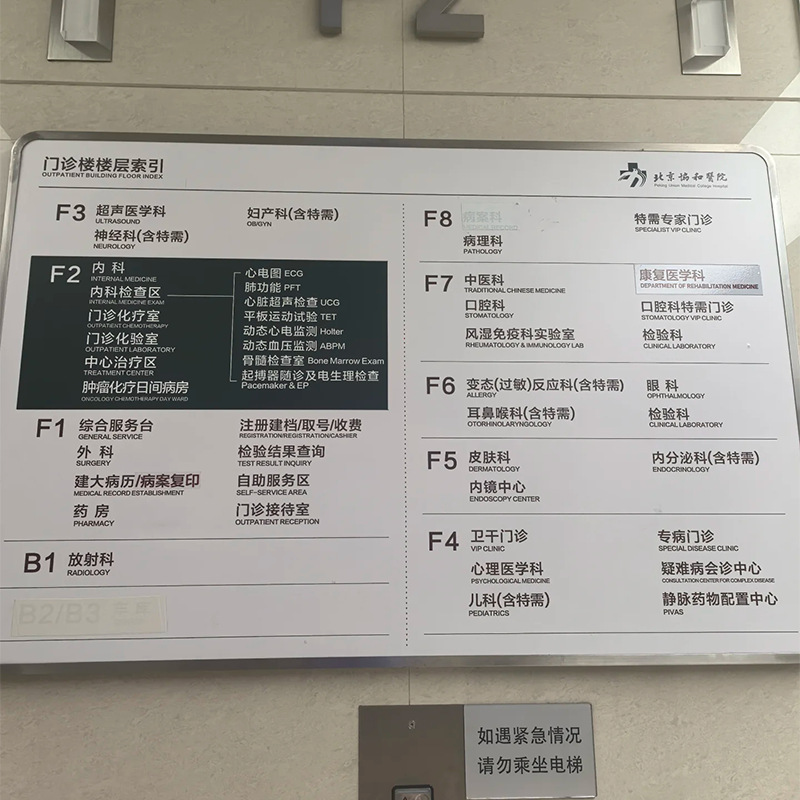 F2
门诊楼楼层索引
OUTPATIENT BUILDING FLOOR INDEX
北京协和醫院
Peking Union Medical College Hospital
F3 超声医学科
ULTRASOUND
妇产科(含特需)
OB/GYN
神经科(含特需)
NEUROLOGY
F2 内 科
INTERNAL MEDICINE
内科检查区
INTERNAL MEDICINE EXAM
门诊化疗室
OUTPATIENT CHEMOTHERAPY
门诊化验室
OUTPATIENT LABORATORY
中心治疗区
TREATMENT CENTER
肿瘤化疗日间病房
ONCOLOGY CHEMOTHERAPY DAY WARD
心电图 ECG
肺功能 PFT
心脏超声检查 UCG
平板运动试验 TET
动态心电监测 Holter
动态血压监测 ABPM
骨髓检查室 Bone Marrow Exam
起搏器随诊及电生理检查
Pacemaker & EP
F1 综合服务台
GENERAL SERVICE
注册建档/取号/收费
REGISTRATION/REGISTRATION/CASHIER
外 科
SURGERY
检验结果查询
TEST RESULT INQUIRY
建大病历/病案复印
MEDICAL RECORD ESTABLISHMENT
自助服务区
SELF-SERVICE AREA
药 房
PHARMACY
门诊接待室
OUTPATIENT RECEPTION
B1 放射科
RADIOLOGY
B2/B3 车库
F8 病案科
MEDICAL RECORD
特需专家门诊
SPECIALIST VIP CLINIC
病理科
PATHOLOGY
F7 中医科
TRADITIONAL CHINESE MEDICINE
康复医学科
DEPARTMENT OF REHABILITATION MEDICINE
口腔科
STOMATOLOGY
口腔科特需门诊
STOMATOLOGY VIP CLINIC
风湿免疫科实验室
RHEUMATOLOGY & IMMUNOLOGY LAB
检验科
CLINICAL LABORATORY
F6 变态(过敏)反应科(含特需)
ALLERGY
眼 科
OPHTHALMOLOGY
耳鼻喉科(含特需)
OTORHINOLARYNGOLOGY
检验科
CLINICAL LABORATORY
F5 皮肤科
DERMATOLOGY
内分泌科(含特需)
ENDOCRINOLOGY
内镜中心
ENDOSCOPY CENTER
F4 卫干门诊
VIP CLINIC
专病门诊
SPECIAL DISEASE CLINIC
心理医学科
PSYCHOLOGICAL MEDICINE
疑难病会诊中心
CONSULTATION CENTER FOR COMPLEX DISEASE
儿科(含特需)
PEDIATRICS
静脉药物配置中心
PIVAS
如遇紧急情况
请勿乘坐电梯